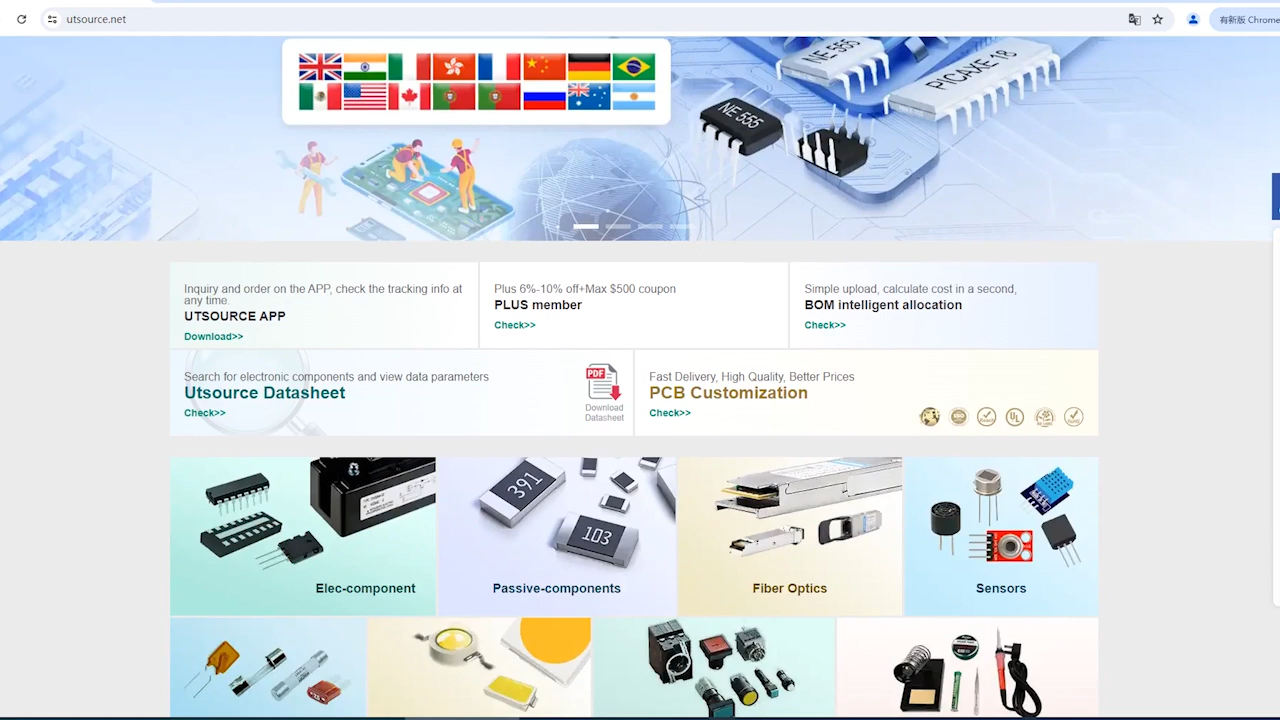 utsource.net
有新版 Chrome
NE 555
PICAXE-18
NE 555
Inquiry and order on the APP, check the tracking info at
any time.
UTSOURCE APP
Download>>
Plus 6%-10% off+Max $500 coupon
PLUS member
Check>>
Simple upload, calculate cost in a second,
BOM intelligent allocation
Check>>
Search for electronic components and view data parameters
Utsource Datasheet
Check>>
PDF
Download
Datasheet
Fast Delivery, High Quality, Better Prices
PCB Customization
Check>>
391
103
Elec-component
Passive-components
Fiber Optics
Sensors